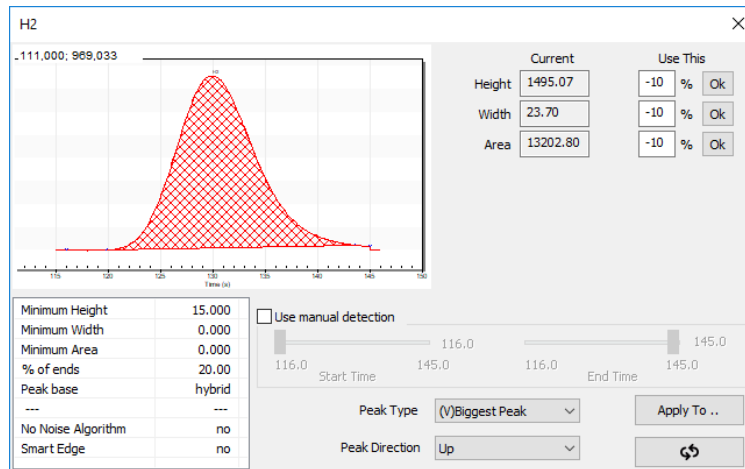 H2
111,000; 969,033
H2
115 120 125 130 135 140 145 150
Time (s)
Current Use This
Height 1495.07 -10 % Ok
Width 23.70 -10 % Ok
Area 13202.80 -10 % Ok
Minimum Height 15.000
Minimum Width 0.000
Minimum Area 0.000
% of ends 20.00
Peak base hybrid
--- ---
No Noise Algorithm no
Smart Edge no
Use manual detection
116.0 145.0
116.0 145.0 116.0 145.0
Start Time End Time
Peak Type (V)Biggest Peak Apply To ..
Peak Direction Up